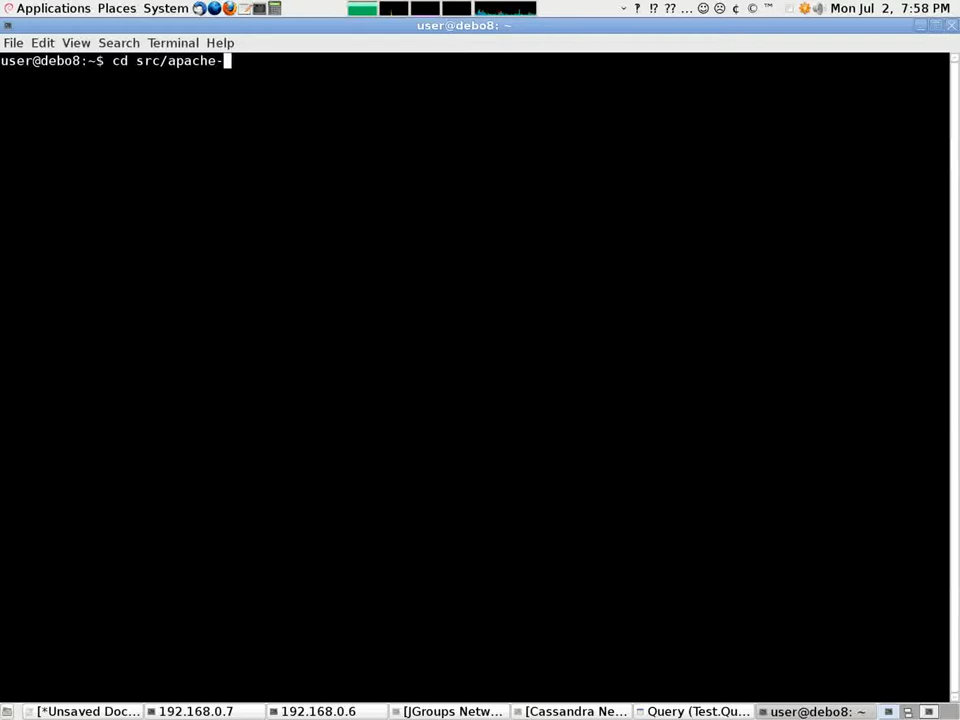 Applications Places System ˇ ‽ ⁉ ⁇ … ☺ ☹ ¢ © ™ Mon Jul 2, 7:58 PM
user@debo8: ~
File Edit View Search Terminal Help
user@debo8:~$ cd src/apache-
[*Unsaved Doc... 192.168.0.7 192.168.0.6 [JGroups Netw... [Cassandra Ne... Query (Test.Qu... user@debo8: ~